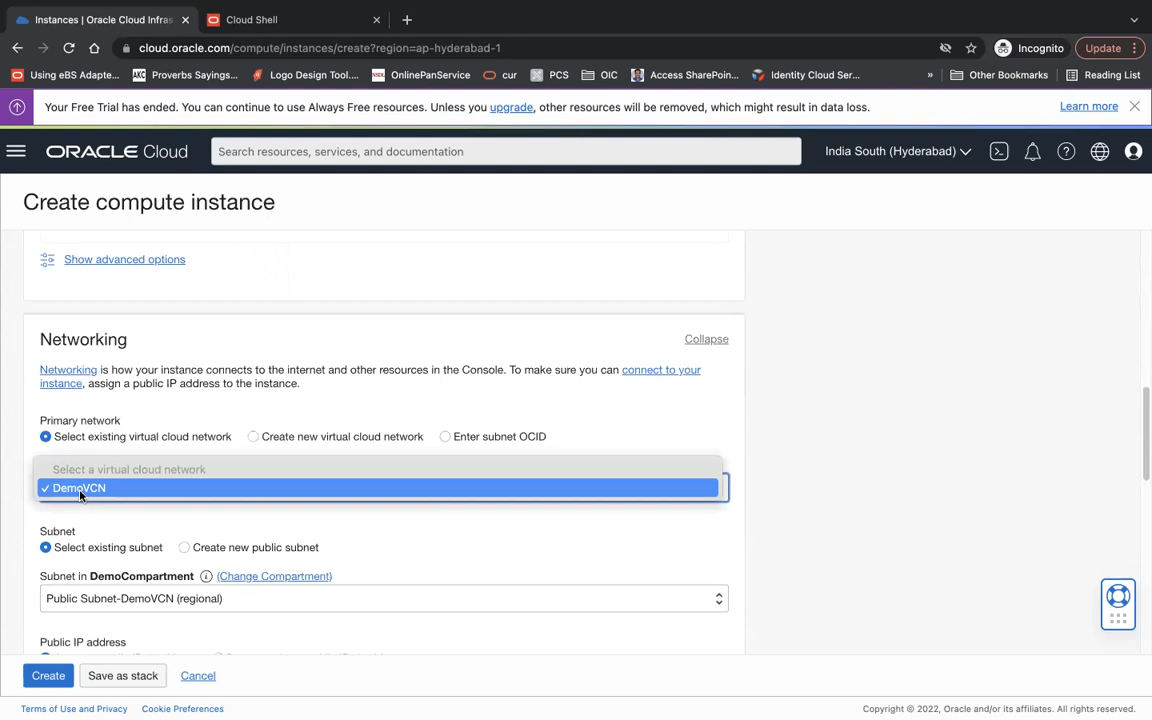 Instances | Oracle Cloud Infras
Cloud Shell
cloud.oracle.com/compute/instances/create?region=ap-hyderabad-1
Incognito
Update
Using eBS Adapte...
AKC Proverbs Sayings...
Logo Design Tool....
OnlinePanService
cur
PCS
OIC
Access SharePoin...
Identity Cloud Ser...
»
Other Bookmarks
Reading List
Your Free Trial has ended. You can continue to use Always Free resources. Unless you upgrade, other resources will be removed, which might result in data loss.
Learn more
ORACLE Cloud
Search resources, services, and documentation
India South (Hyderabad)
Create compute instance
Show advanced options
Networking
Collapse
Networking is how your instance connects to the internet and other resources in the Console. To make sure you can connect to your
instance, assign a public IP address to the instance.
Primary network
Select existing virtual cloud network
Create new virtual cloud network
Enter subnet OCID
Select a virtual cloud network
✓ DemoVCN
Subnet
Select existing subnet
Create new public subnet
Subnet in DemoCompartment (Change Compartment)
Public Subnet-DemoVCN (regional)
Public IP address
Create
Save as stack
Cancel
Terms of Use and Privacy
Cookie Preferences
Copyright © 2022, Oracle and/or its affiliates. All rights reserved.